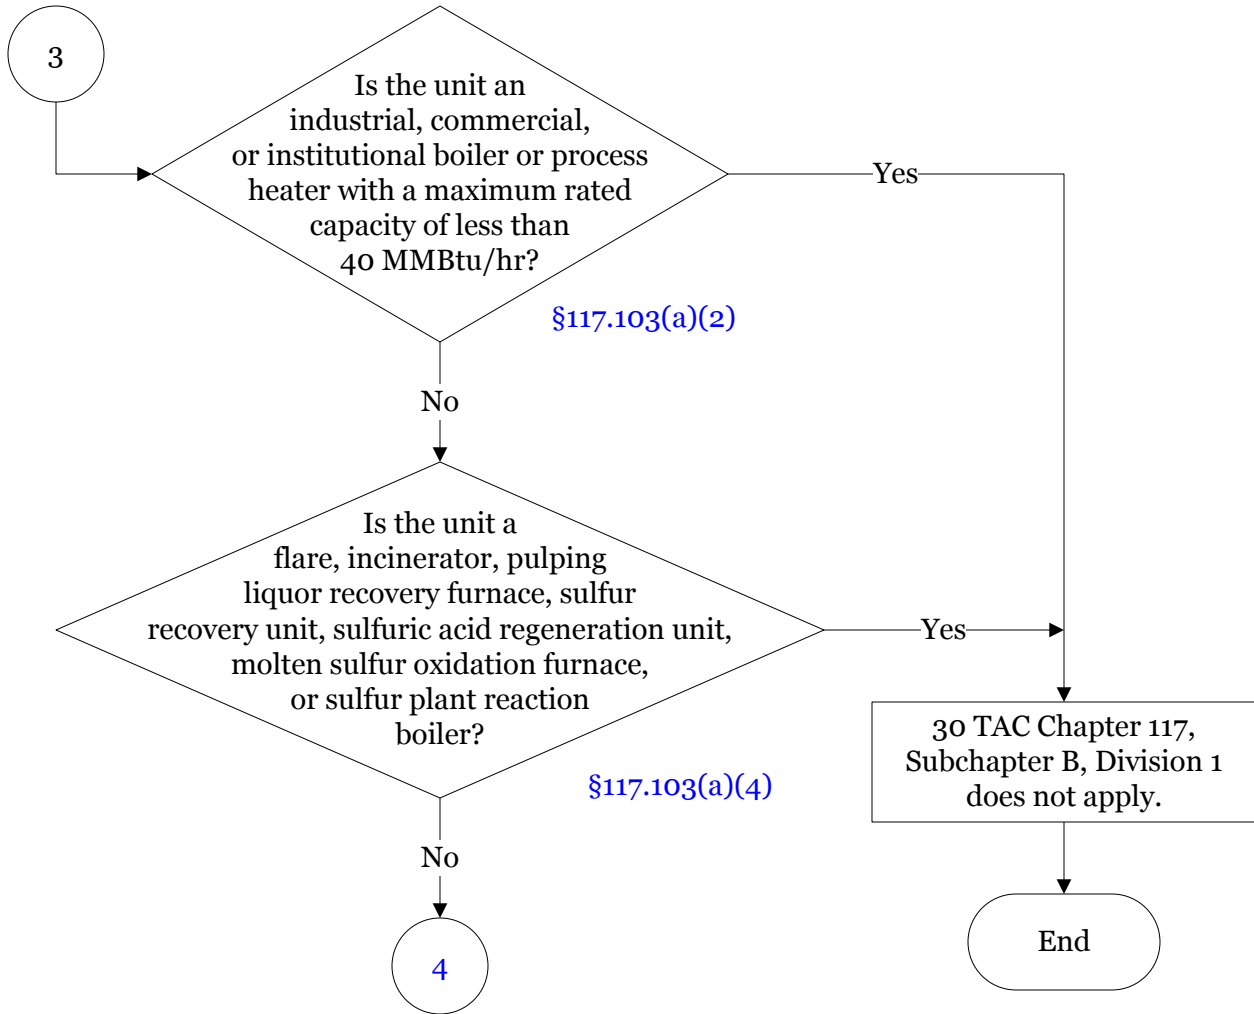 3
Is the unit an
industrial, commercial,
or institutional boiler or process
heater with a maximum rated
capacity of less than
40 MMBtu/hr?
Yes
§117.103(a)(2)
No
Is the unit a
flare, incinerator, pulping
liquor recovery furnace, sulfur
recovery unit, sulfuric acid regeneration unit,
molten sulfur oxidation furnace,
or sulfur plant reaction
boiler?
Yes
§117.103(a)(4)
30 TAC Chapter 117,
Subchapter B, Division 1
does not apply.
No
4
End